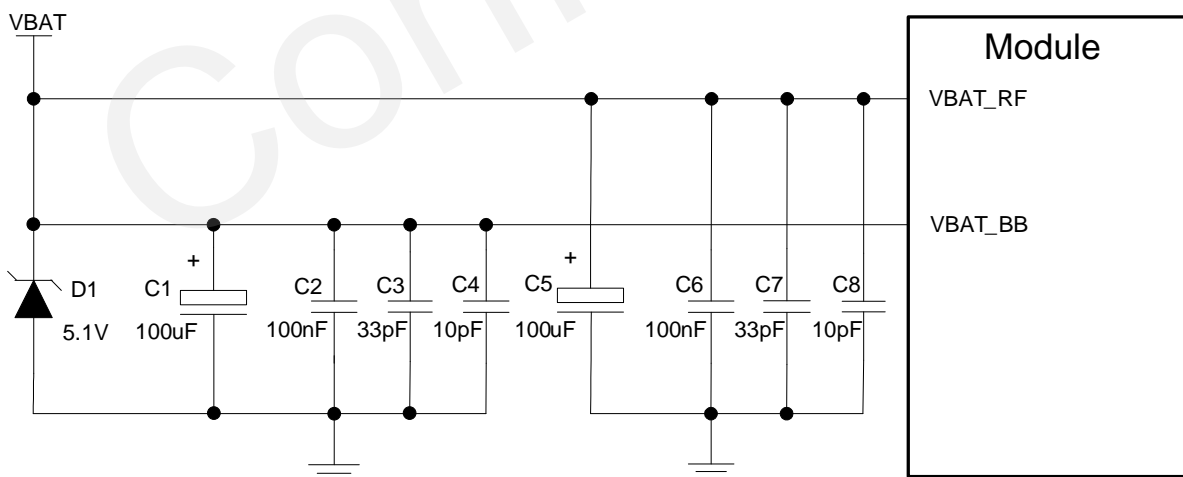 VBAT
Module
VBAT_RF
VBAT_BB
+
D1
5.1V
C1
100uF
C2
100nF
C3
33pF
C4
10pF
+
C5
100uF
C6
100nF
C7
33pF
C8
10pF